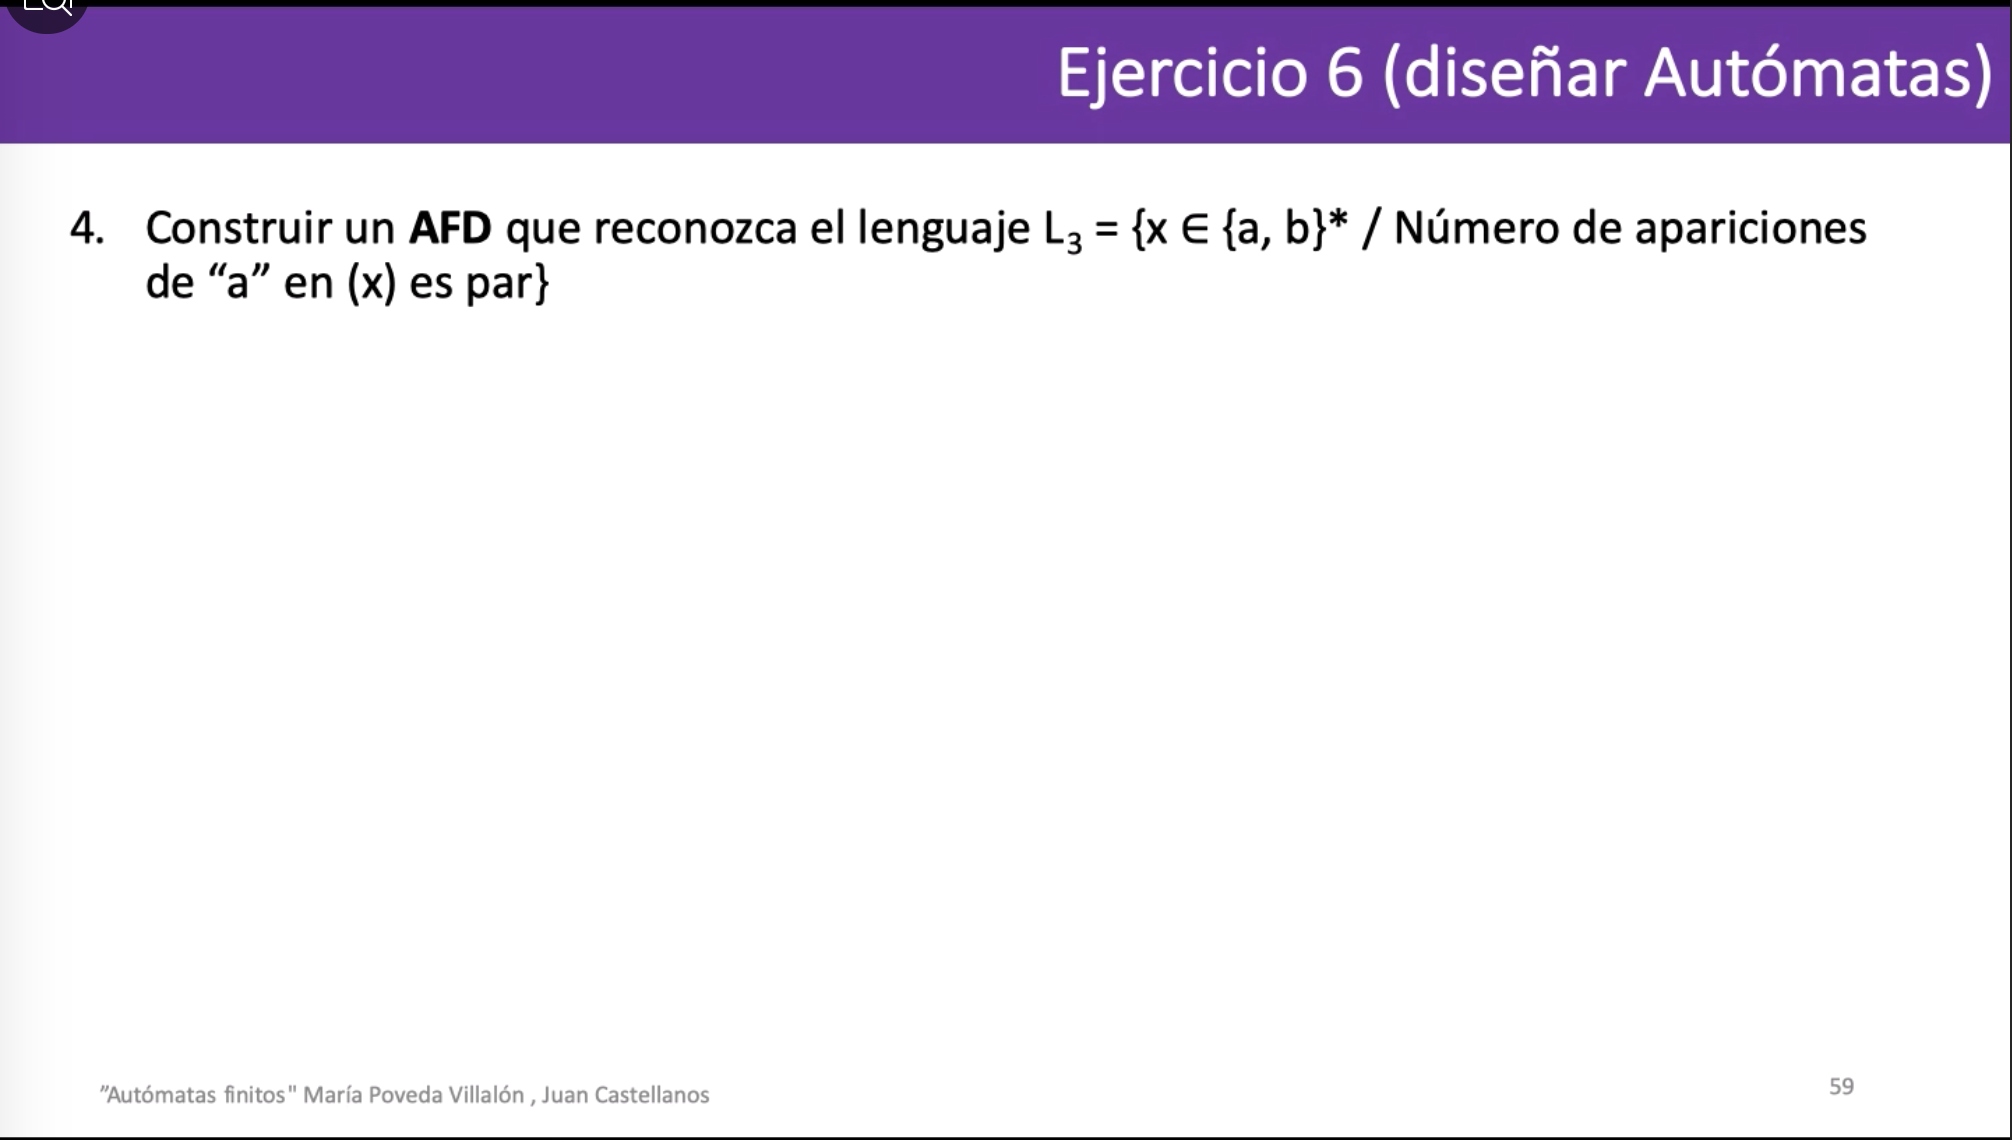 Ejercicio 6 (diseñar Autómatas)
4. Construir un AFD que reconozca el lenguaje L₃ = {x ∈ {a, b}* / Número de apariciones
de “a” en (x) es par}
”Autómatas finitos" María Poveda Villalón , Juan Castellanos
59